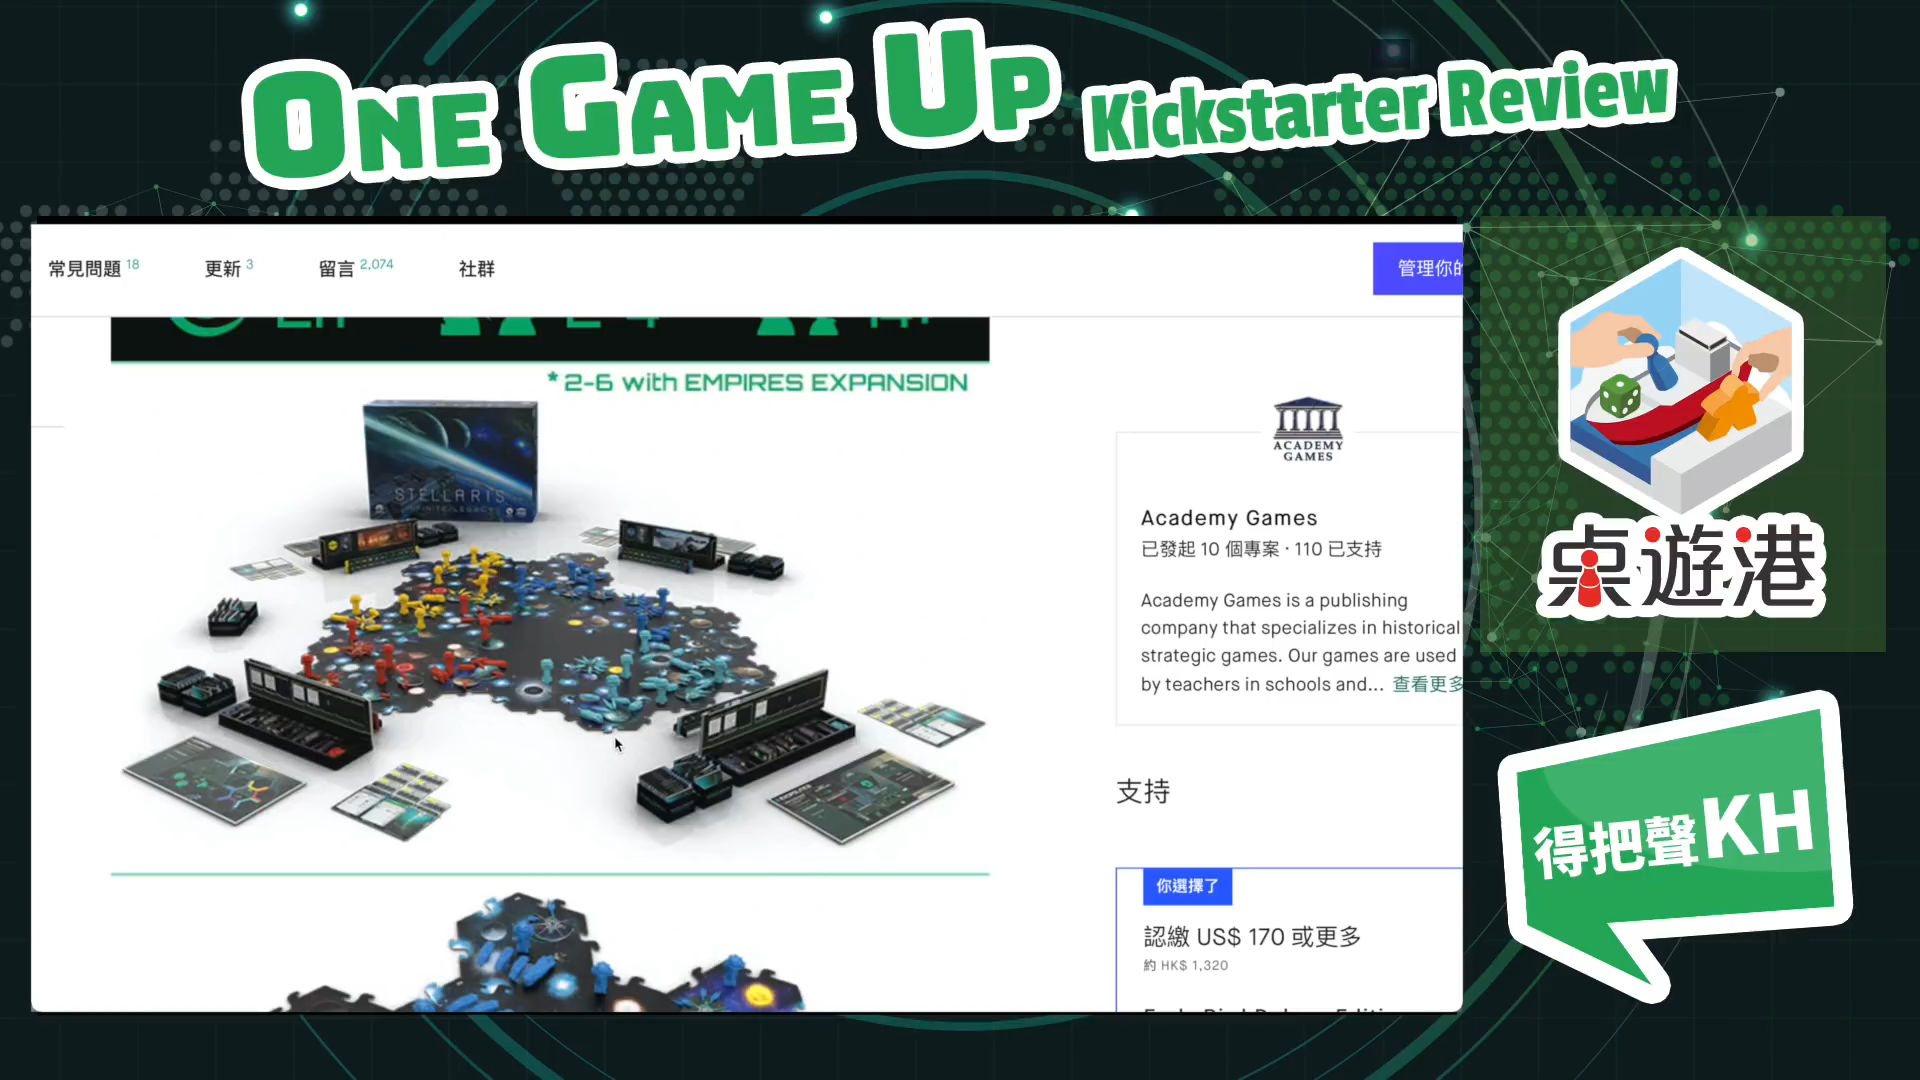 ONE GAME UP Kickstarter Review
常見問題 18
更新 3
留言 2,074
社群
管理你的
* 2-6 with EMPIRES EXPANSION
STELLARIS
INFINITE LEGACY
ACADEMY
GAMES
Academy Games
已發起 10 個專案 · 110 已支持
Academy Games is a publishing
company that specializes in historical
strategic games. Our games are used
by teachers in schools and... 查看更多
支持
你選擇了
認繳 US$ 170 或更多
約 HK$ 1,320
桌遊港
得把聲KH